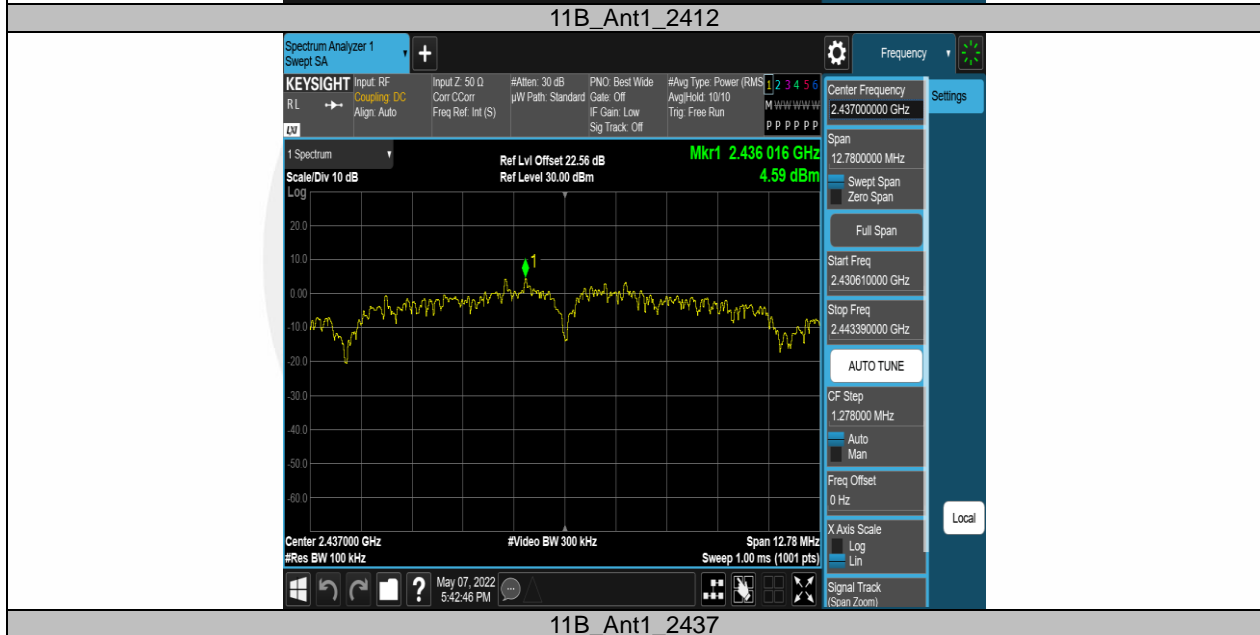 11B_Ant1_2412
Spectrum Analyzer 1
Swept SA
+
Frequency
KEYSIGHT
RL
LXI
Input: RF
Coupling: DC
Align: Auto
Input Z: 50 Ω
Corr CCorr
Freq Ref: Int (S)
#Atten: 30 dB
µW Path: Standard
PNO: Best Wide
Gate: Off
IF Gain: Low
Sig Track: Off
#Avg Type: Power (RMS
Avg|Hold: 10/10
Trig: Free Run
1 2 3 4 5 6
M W W W W W
P P P P P P
1 Spectrum
Scale/Div 10 dB
Log
Ref Lvl Offset 22.56 dB
Ref Level 30.00 dBm
Mkr1 2.436 016 GHz
4.59 dBm
20.0
10.0
0.00
-10.0
-20.0
-30.0
-40.0
-50.0
-60.0
1
Center 2.437000 GHz
#Res BW 100 kHz
#Video BW 300 kHz
Span 12.78 MHz
Sweep 1.00 ms (1001 pts)
Center Frequency
2.437000000 GHz
Settings
Span
12.7800000 MHz
Swept Span
Zero Span
Full Span
Start Freq
2.430610000 GHz
Stop Freq
2.443390000 GHz
AUTO TUNE
CF Step
1.278000 MHz
Auto
Man
Freq Offset
0 Hz
X Axis Scale
Log
Lin
Local
Signal Track
(Span Zoom)
?
May 07, 2022
5:42:46 PM
11B_Ant1_2437